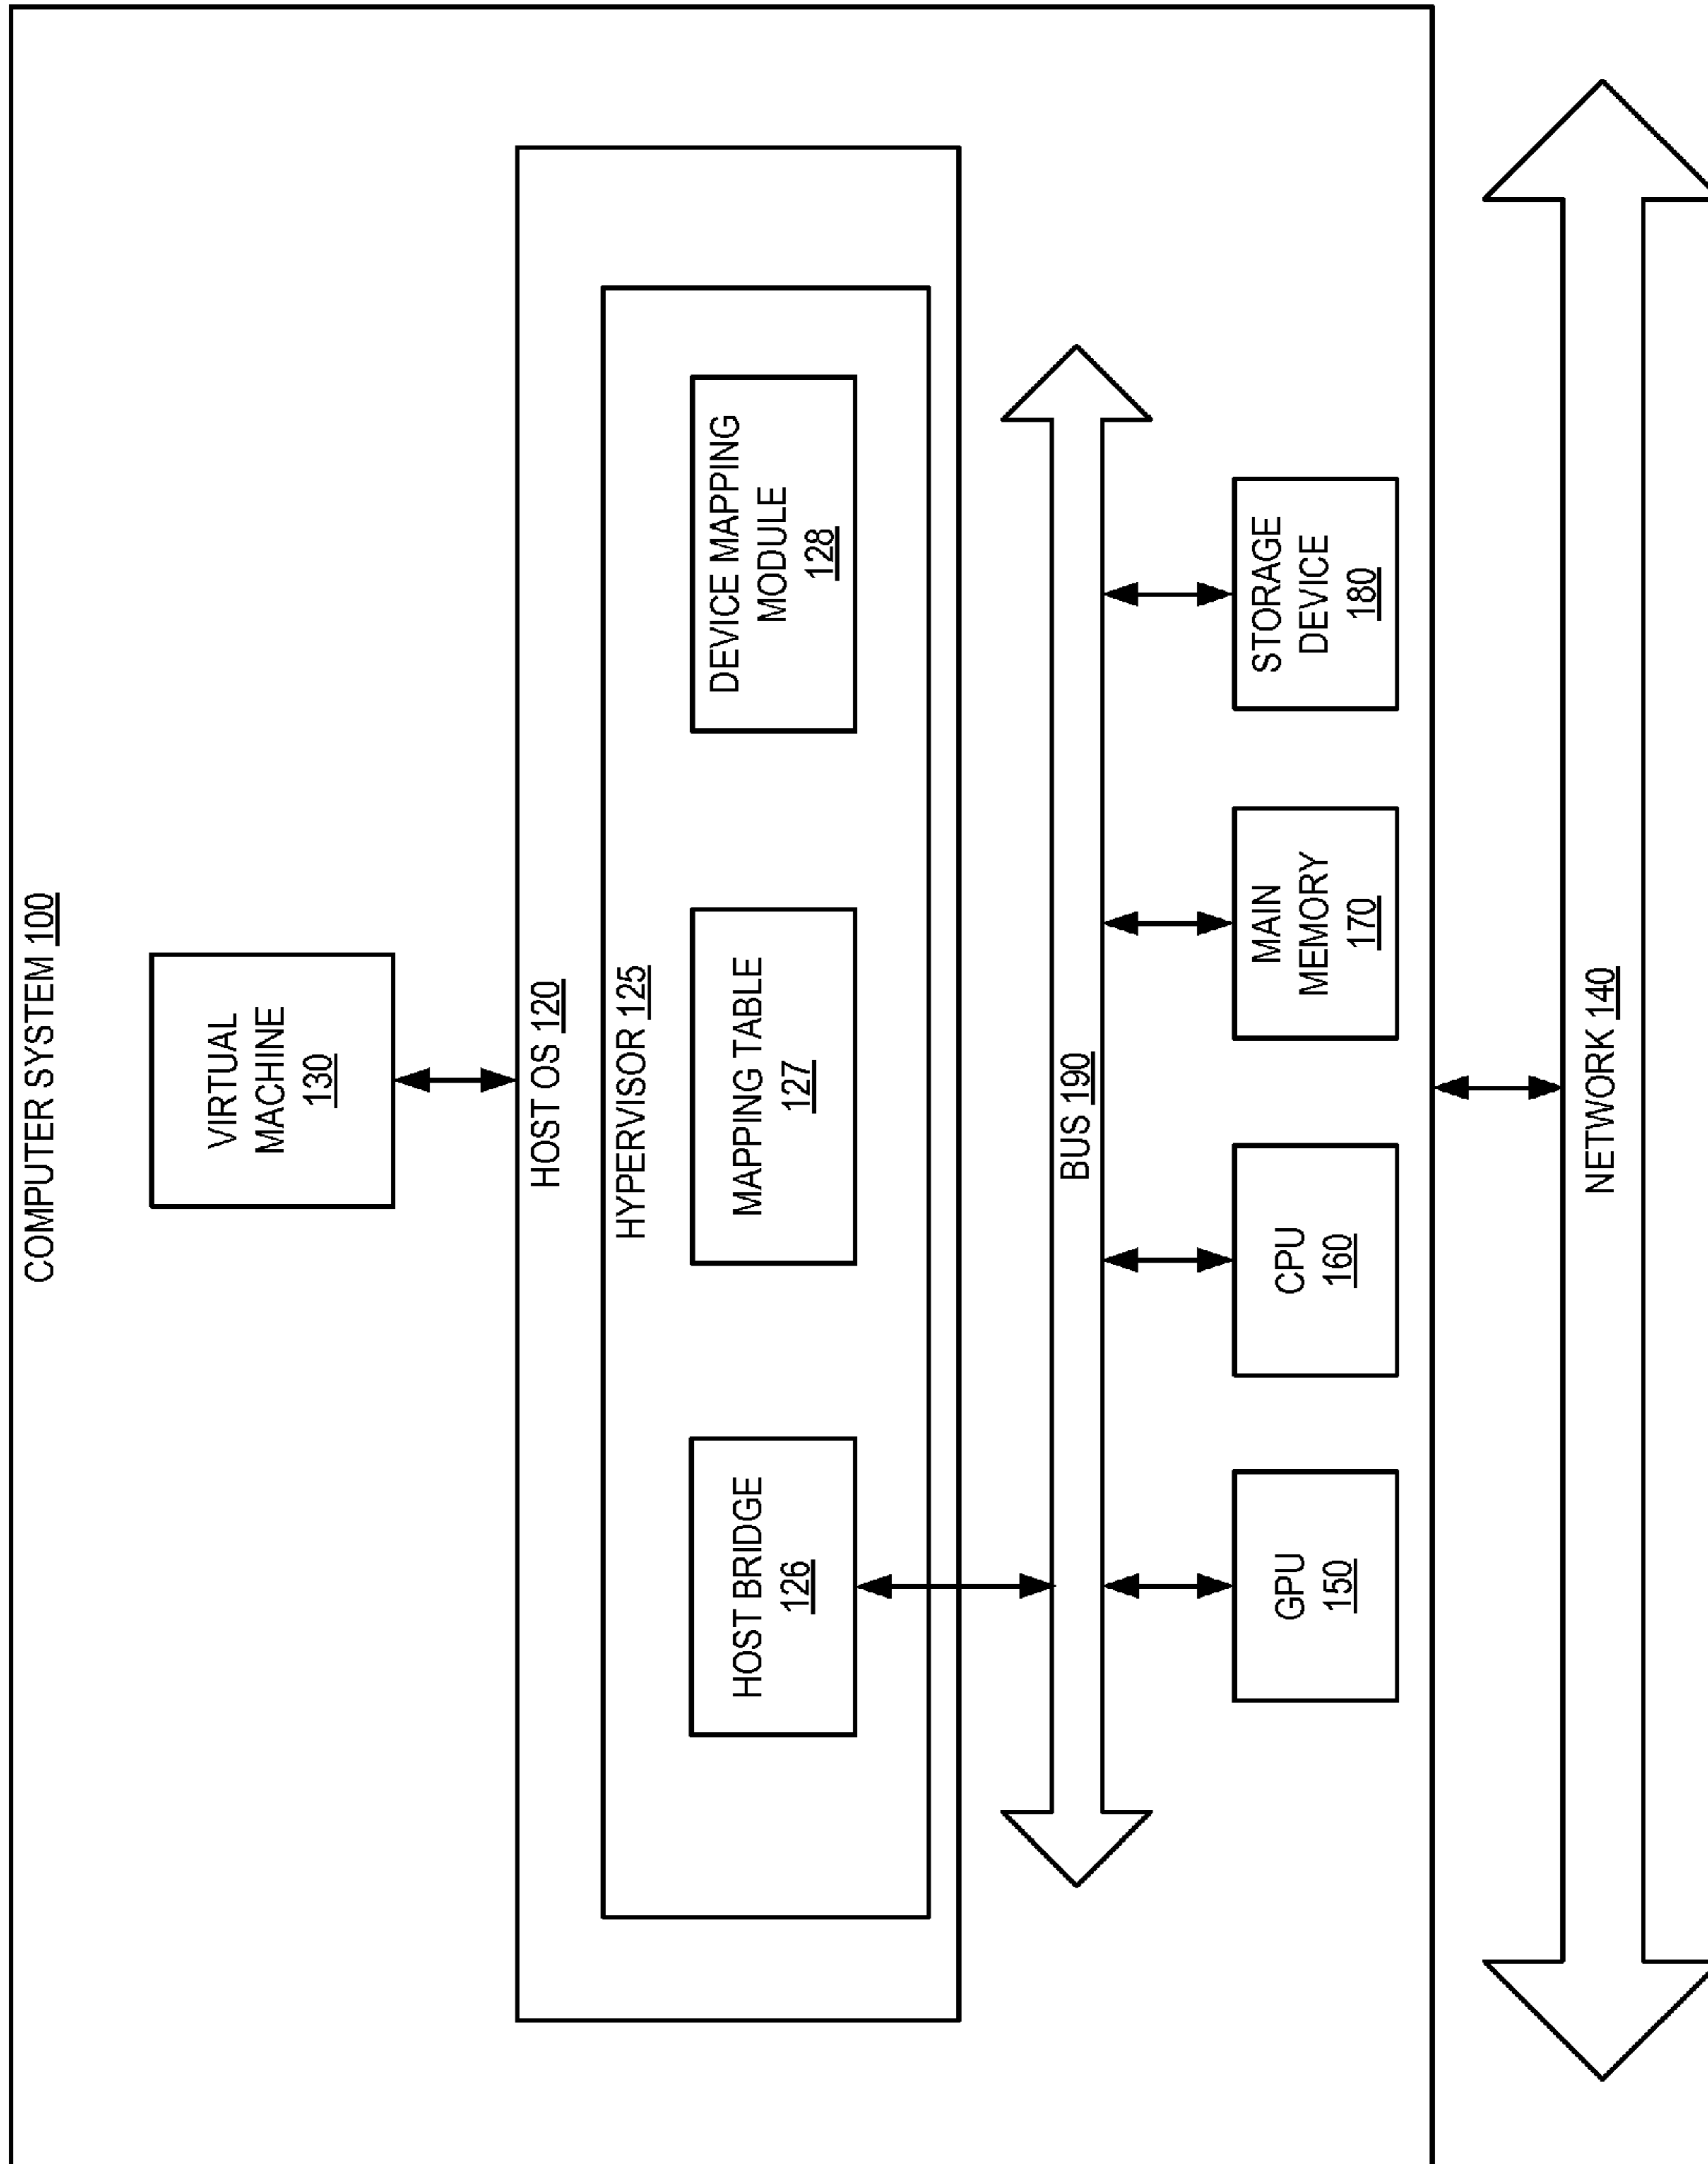 COMPUTER SYSTEM 100
VIRTUAL
MACHINE
130
HOST OS 120
HYPERVISOR 125
HOST BRIDGE
126
MAPPING TABLE
127
DEVICE MAPPING
MODULE
128
BUS 190
GPU
150
CPU
160
MAIN
MEMORY
170
STORAGE
DEVICE
180
NETWORK 140